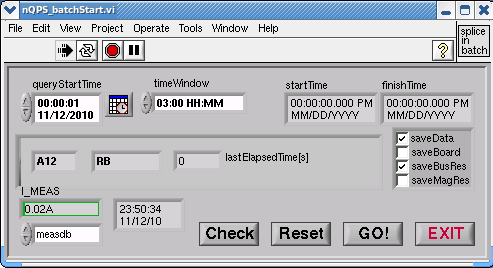 nQPS_batchStart.vi
File Edit View Project Operate Tools Window Help
?
splice
in
batch
queryStartTime
00:00:01
11/12/2010
timeWindow
03:00 HH:MM
startTime
00:00:00.000 PM
MM/DD/YYYY
finishTime
00:00:00.000 PM
MM/DD/YYYY
A12 RB 0 lastElapsedTime[s]
saveData
saveBoard
saveBusRes
saveMagRes
I_MEAS
0.02A
measdb
23:50:34
11/12/10
Check Reset GO! EXIT